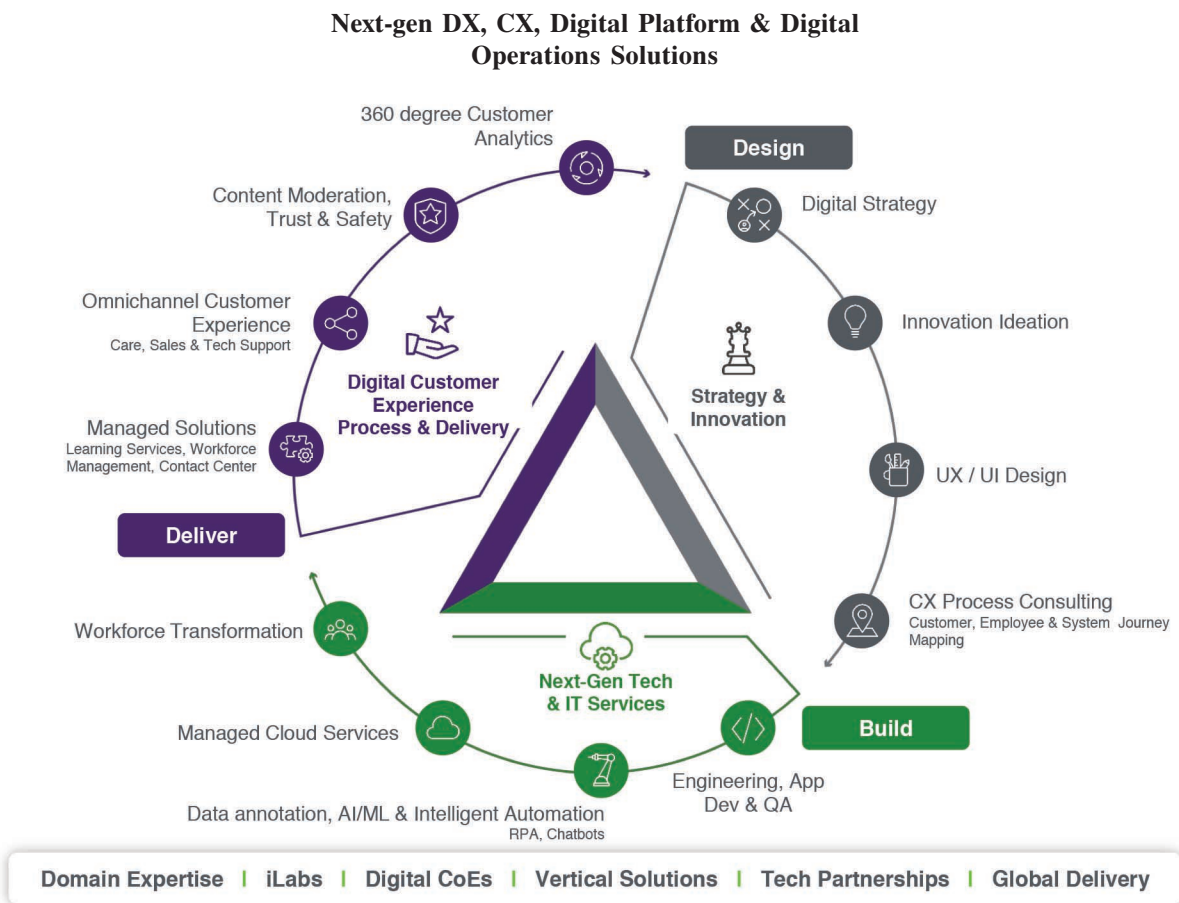 Next-gen DX, CX, Digital Platform & Digital
Operations Solutions
360 degree Customer
Analytics
Design
Content Moderation,
Trust & Safety
Digital Strategy
Omnichannel Customer
Experience
Care, Sales & Tech Support
Innovation Ideation
Digital Customer
Experience
Process & Delivery
Strategy &
Innovation
Managed Solutions
Learning Services, Workforce
Management, Contact Center
UX / UI Design
Deliver
CX Process Consulting
Customer, Employee & System Journey
Mapping
Workforce Transformation
Next-Gen Tech
& IT Services
Managed Cloud Services
Build
Engineering, App
Dev & QA
Data annotation, AI/ML & Intelligent Automation
RPA, Chatbots
Domain Expertise | iLabs | Digital CoEs | Vertical Solutions | Tech Partnerships | Global Delivery